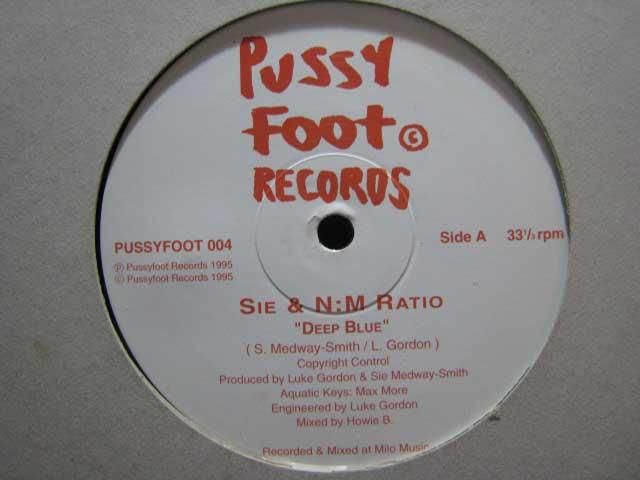 PUSSY
FOOT
RECORDS
PUSSYFOOT 004
Side A 33⅓ rpm
℗ Pussyfoot Records 1995
© Pussyfoot Records 1995
SIE & N:M RATIO
"DEEP BLUE"
( S. Medway-Smith / L. Gordon )
Copyright Control
Produced by Luke Gordon & Sie Medway-Smith
Aquatic Keys: Max More
Engineered by Luke Gordon
Mixed by Howie B.
Recorded & Mixed at Milo Music